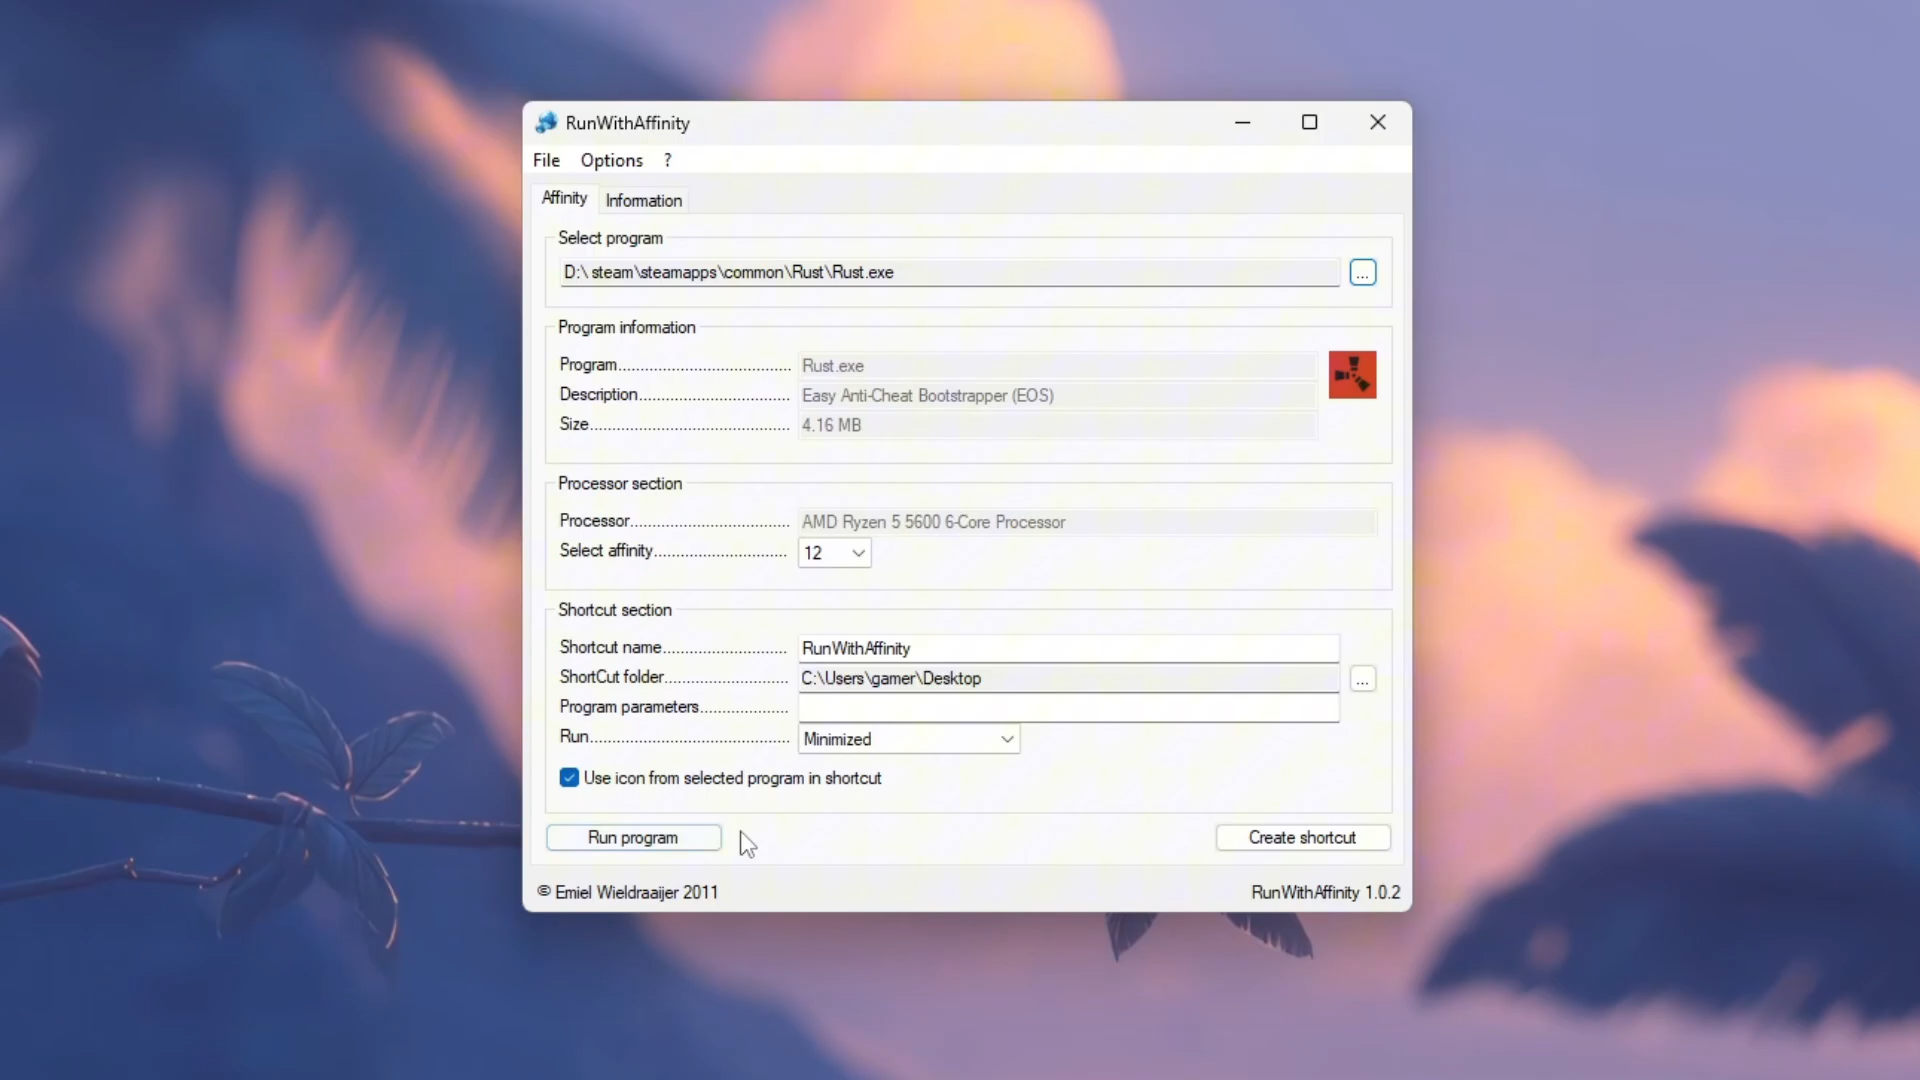 RunWithAffinity
File Options ?
Affinity Information
Select program
D:\ steam\steamapps\common\Rust\Rust.exe ...
Program information
Program.................................... Rust.exe
Description............................... Easy Anti-Cheat Bootstrapper (EOS)
Size.......................................... 4.16 MB
Processor section
Processor................................. AMD Ryzen 5 5600 6-Core Processor
Select affinity............................ 12
Shortcut section
Shortcut name......................... RunWithAffinity
ShortCut folder......................... C:\Users\gamer\Desktop ...
Program parameters..................
Run.......................................... Minimized
Use icon from selected program in shortcut
Run program Create shortcut
© Emiel Wieldraaijer 2011 RunWithAffinity 1.0.2